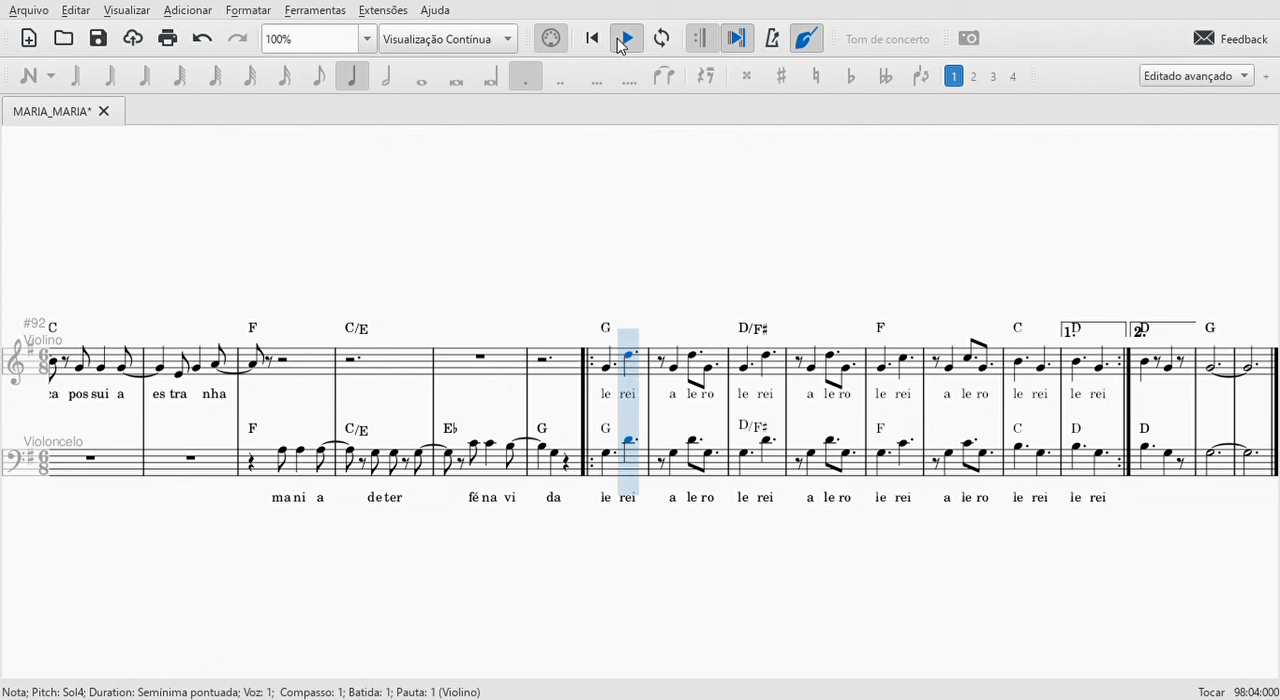 Arquivo Editar Visualizar Adicionar Formatar Ferramentas Extensões Ajuda
100% Visualização Contínua Tom de concerto Feedback
1 2 3 4 Editado avançado
MARIA_MARIA*
#92 C F C/E G D/F♯ F C 1. D 2. D G
Violino
ca pos sui a es tra nha le rei a le ro le rei a le ro le rei a le ro le rei le rei
F C/E E♭ G G D/F♯ F C D D
Violoncelo
ma ni a de ter fé na vi da le rei a le ro le rei a le ro le rei a le ro le rei le rei
Nota; Pitch: Sol4; Duration: Semínima pontuada; Voz: 1; Compasso: 1; Batida: 1; Pauta: 1 (Violino) Tocar 98:04:000